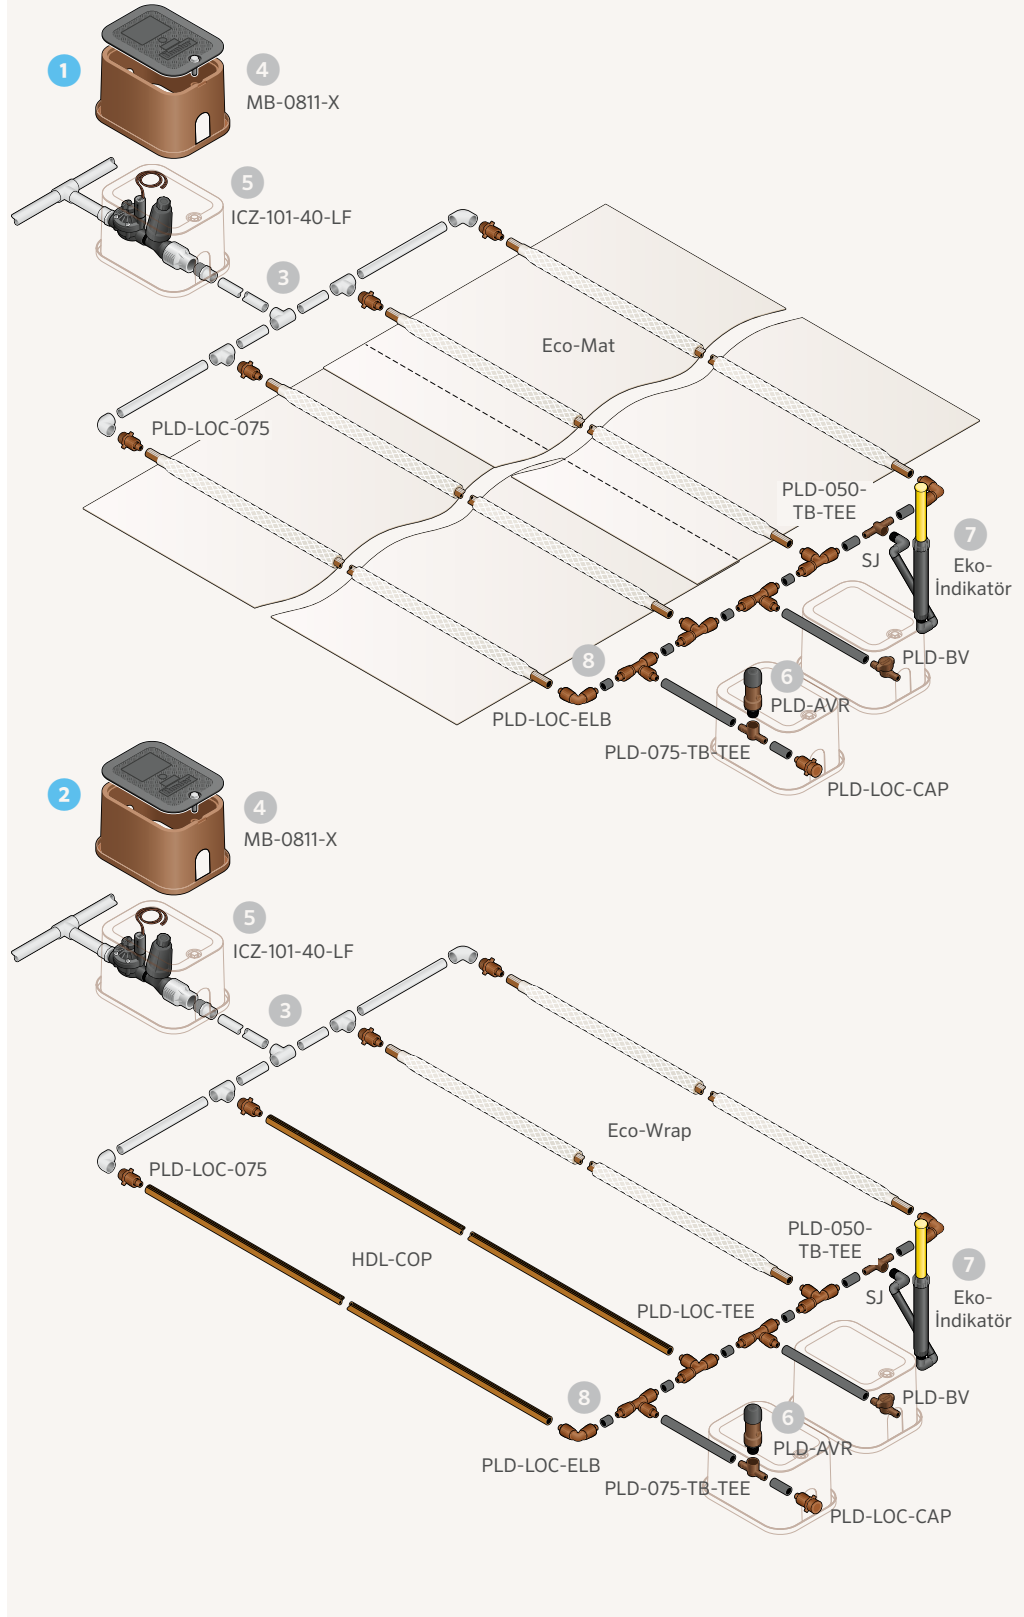 1
4
MB-0811-X
5
ICZ-101-40-LF
3
Eco-Mat
PLD-LOC-075
PLD-050-
TB-TEE
7
SJ
Eko-
İndikatör
PLD-BV
8
6
PLD-AVR
PLD-LOC-ELB
PLD-075-TB-TEE
PLD-LOC-CAP
2
4
MB-0811-X
5
ICZ-101-40-LF
3
Eco-Wrap
PLD-LOC-075
PLD-050-
TB-TEE
HDL-COP
7
SJ
Eko-
İndikatör
PLD-LOC-TEE
PLD-BV
8
6
PLD-AVR
PLD-LOC-ELB
PLD-075-TB-TEE
PLD-LOC-CAP